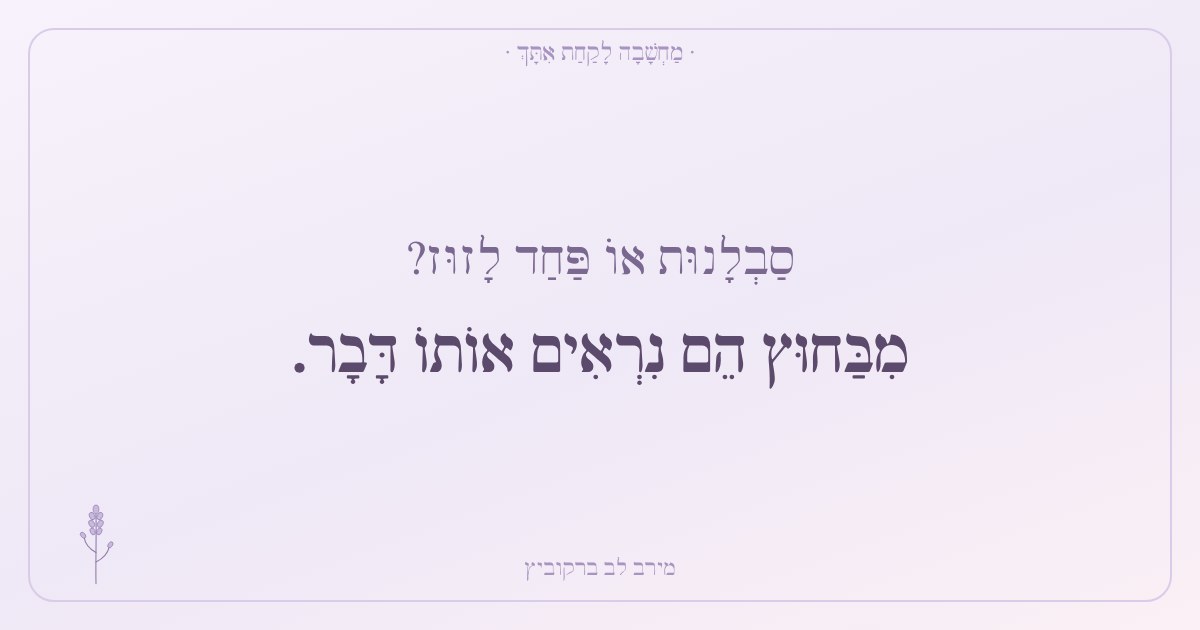 · מַחְשָׁבָה לָקַחַת אִתָּךְ ·
סַבְלָנוּת אוֹ פַּחַד לָזוּז?
מִבַּחוּץ הֵם נִרְאִים אוֹתוֹ דָּבָר.
מירב לב ברקוביץ